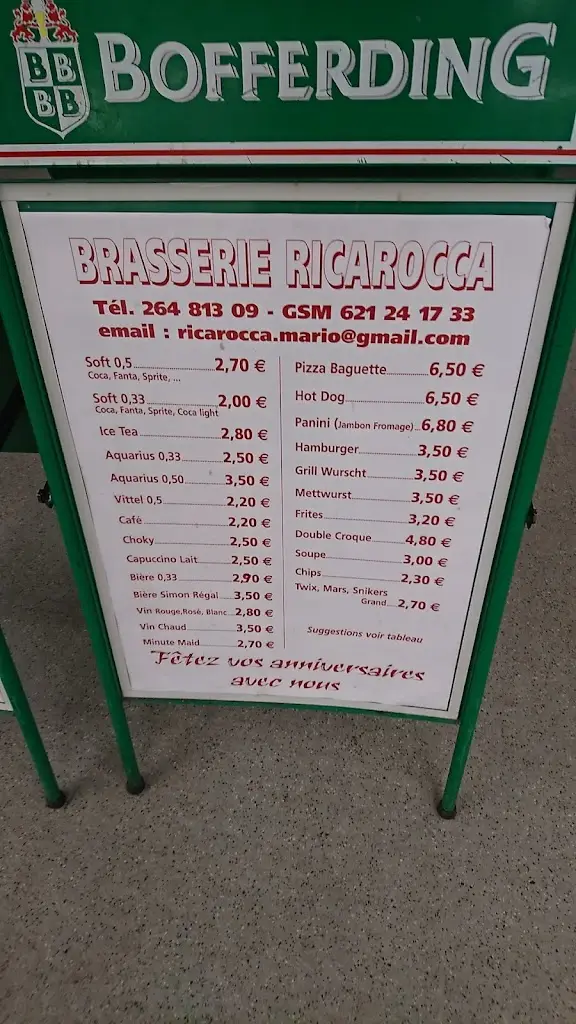 BB
BB
BOFFERDING
BRASSERIE RICAROCCA
Tél. 264 813 09 - GSM 621 24 17 33
email : ricarocca.mario@gmail.com
Soft 0,5 2,70 €
Coca, Fanta, Sprite, ...
Soft 0,33 2,00 €
Coca, Fanta, Sprite, Coca light
Ice Tea 2,80 €
Aquarius 0,33 2,50 €
Aquarius 0,50 3,50 €
Vittel 0,5 2,20 €
Café 2,20 €
Choky 2,50 €
Capuccino Lait 2,50 €
Bière 0,33 2,90 €
Bière Simon Régal 3,50 €
Vin Rouge,Rosé, Blanc 2,80 €
Vin Chaud 3,50 €
Minute Maid 2,70 €
Pizza Baguette 6,50 €
Hot Dog 6,50 €
Panini (Jambon Fromage) 6,80 €
Hamburger 3,50 €
Grill Wurscht 3,50 €
Mettwurst 3,50 €
Frites 3,20 €
Double Croque 4,80 €
Soupe 3,00 €
Chips 2,30 €
Twix, Mars, Snikers
Grand 2,70 €
Suggestions voir tableau
Fêtez vos anniversaires
avec nous